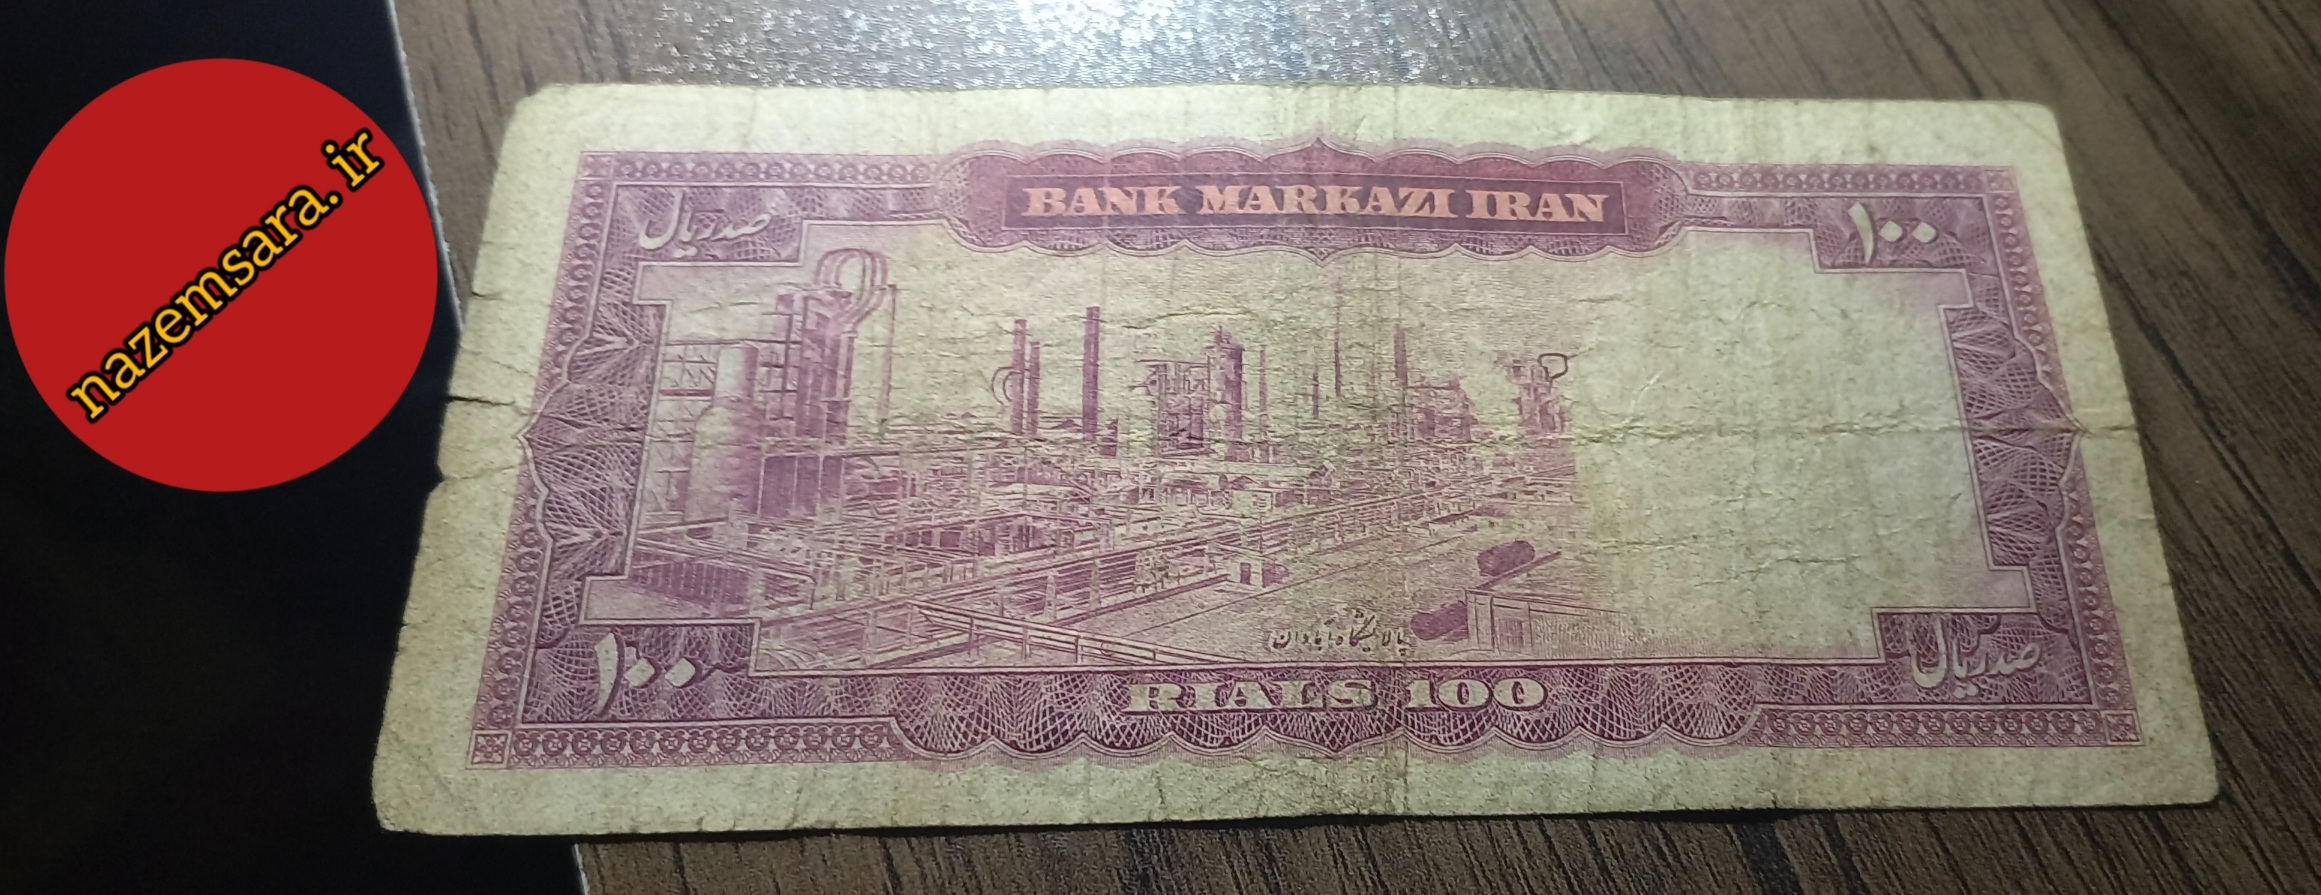 nazemsara.ir
BANK MARKAZI IRAN
صد ریال
۱۰۰
پالایشگاه آبادان
۱۰۰
RIALS 100
صد ریال